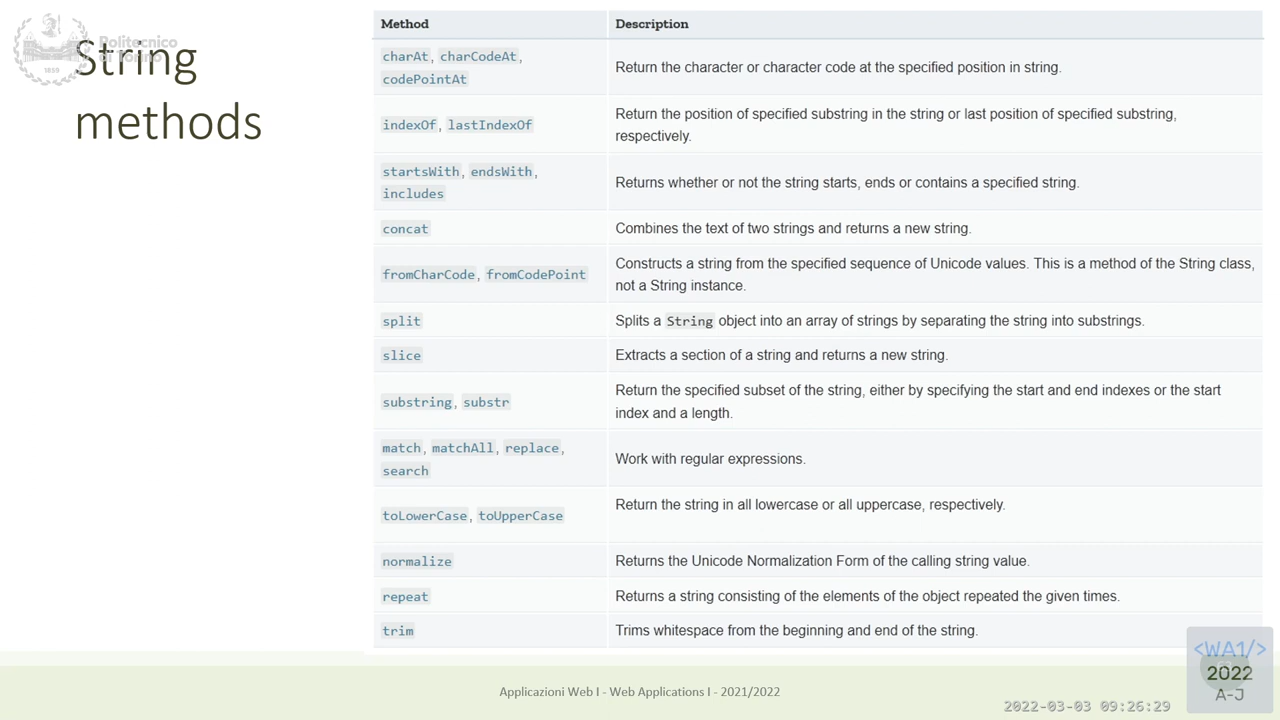 Politecnico
di Torino
1859
String
methods
Method Description
charAt, charCodeAt,
codePointAt
Return the character or character code at the specified position in string.
indexOf, lastIndexOf
Return the position of specified substring in the string or last position of specified substring,
respectively.
startsWith, endsWith,
includes
Returns whether or not the string starts, ends or contains a specified string.
concat
Combines the text of two strings and returns a new string.
fromCharCode, fromCodePoint
Constructs a string from the specified sequence of Unicode values. This is a method of the String class,
not a String instance.
split
Splits a String object into an array of strings by separating the string into substrings.
slice
Extracts a section of a string and returns a new string.
substring, substr
Return the specified subset of the string, either by specifying the start and end indexes or the start
index and a length.
match, matchAll, replace,
search
Work with regular expressions.
toLowerCase, toUpperCase
Return the string in all lowercase or all uppercase, respectively.
normalize
Returns the Unicode Normalization Form of the calling string value.
repeat
Returns a string consisting of the elements of the object repeated the given times.
trim
Trims whitespace from the beginning and end of the string.
Applicazioni Web I - Web Applications I - 2021/2022
<WA1/>
2022
A-J
2022-03-03 09:26:29